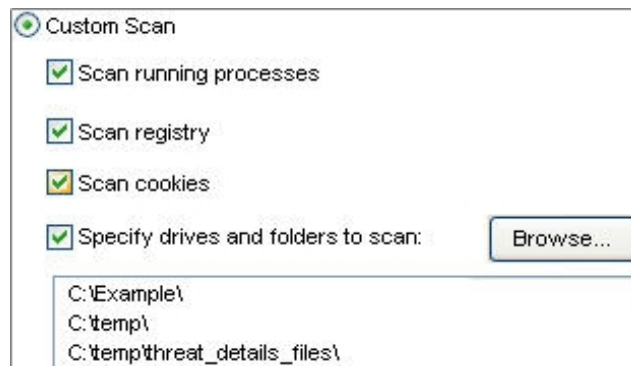 Custom Scan
Scan running processes
Scan registry
Scan cookies
Specify drives and folders to scan: Browse...
C:\Example\
C:\temp\
C:\temp\threat_details_files\